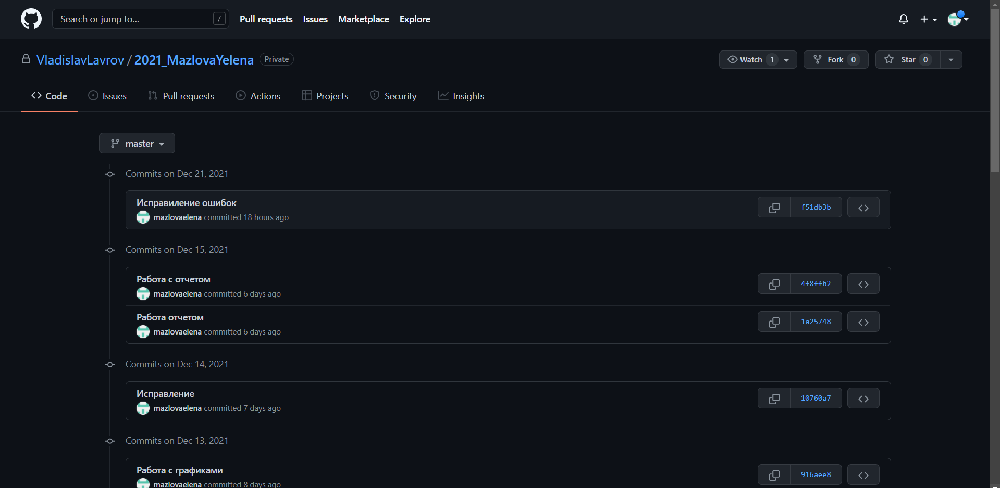 Search or jump to... /
Pull requests Issues Marketplace Explore
VladislavLavrov / 2021_MazlovaYelena Private
Watch 1 Fork 0 Star 0
Code Issues Pull requests Actions Projects Security Insights
master
Commits on Dec 21, 2021
Исправиление ошибок
mazlovaelena committed 18 hours ago
f51db3b
Commits on Dec 15, 2021
Работа с отчетом
mazlovaelena committed 6 days ago
4f8ffb2
Работа отчетом
mazlovaelena committed 6 days ago
1a25748
Commits on Dec 14, 2021
Исправление
mazlovaelena committed 7 days ago
10760a7
Commits on Dec 13, 2021
Работа с графиками
mazlovaelena committed 8 days ago
916aee8